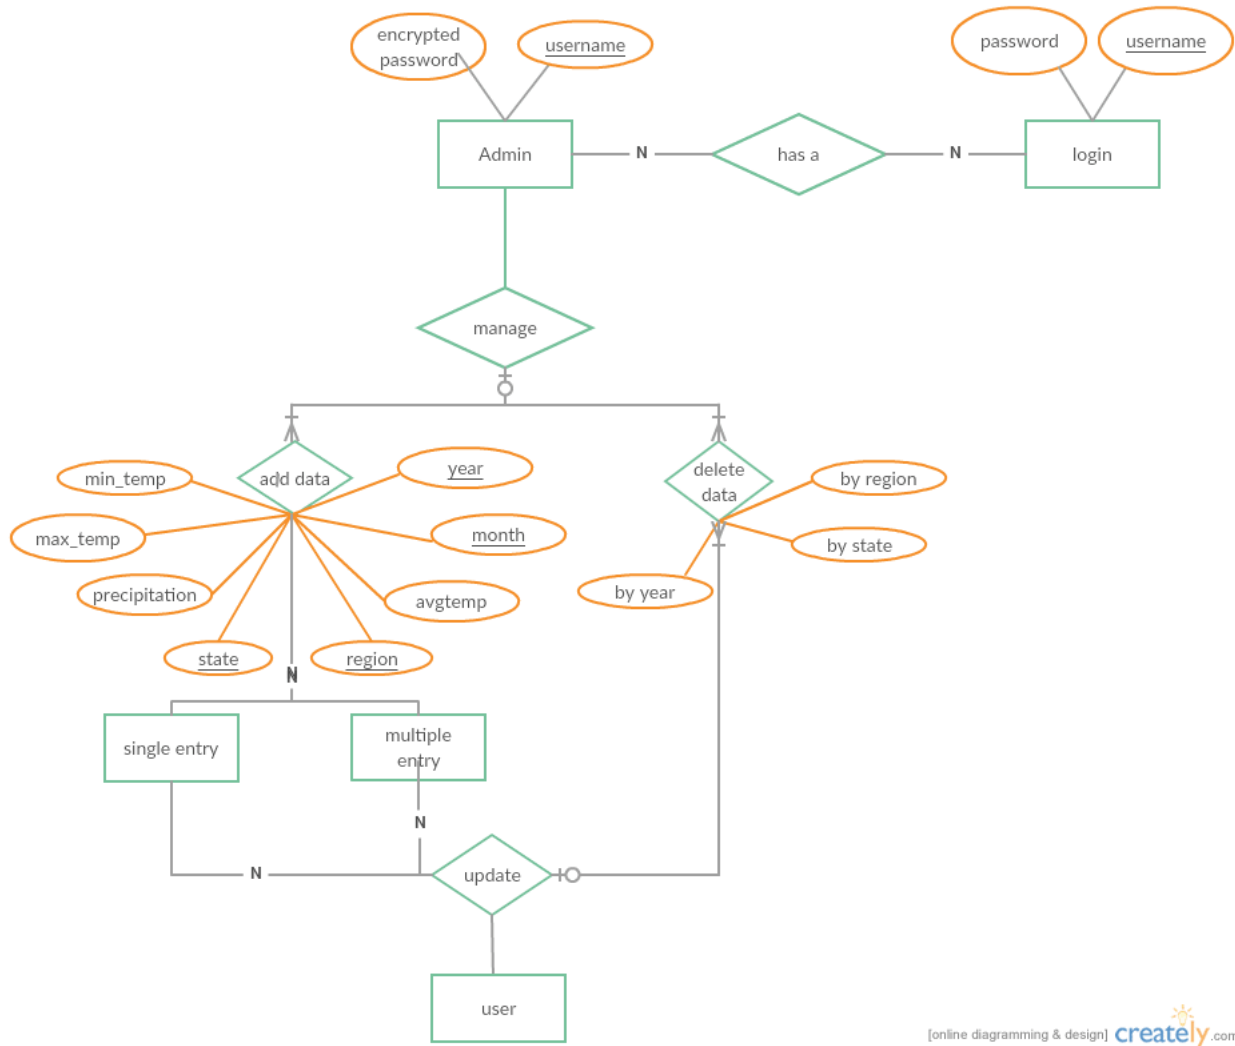 encrypted
password
username
password
username
Admin
N
has a
N
login
manage
min_temp
add data
year
delete
data
by region
max_temp
month
by state
precipitation
avgtemp
by year
state
region
N
single entry
multiple
entry
N
N
update
user
[online diagramming & design] creately.com